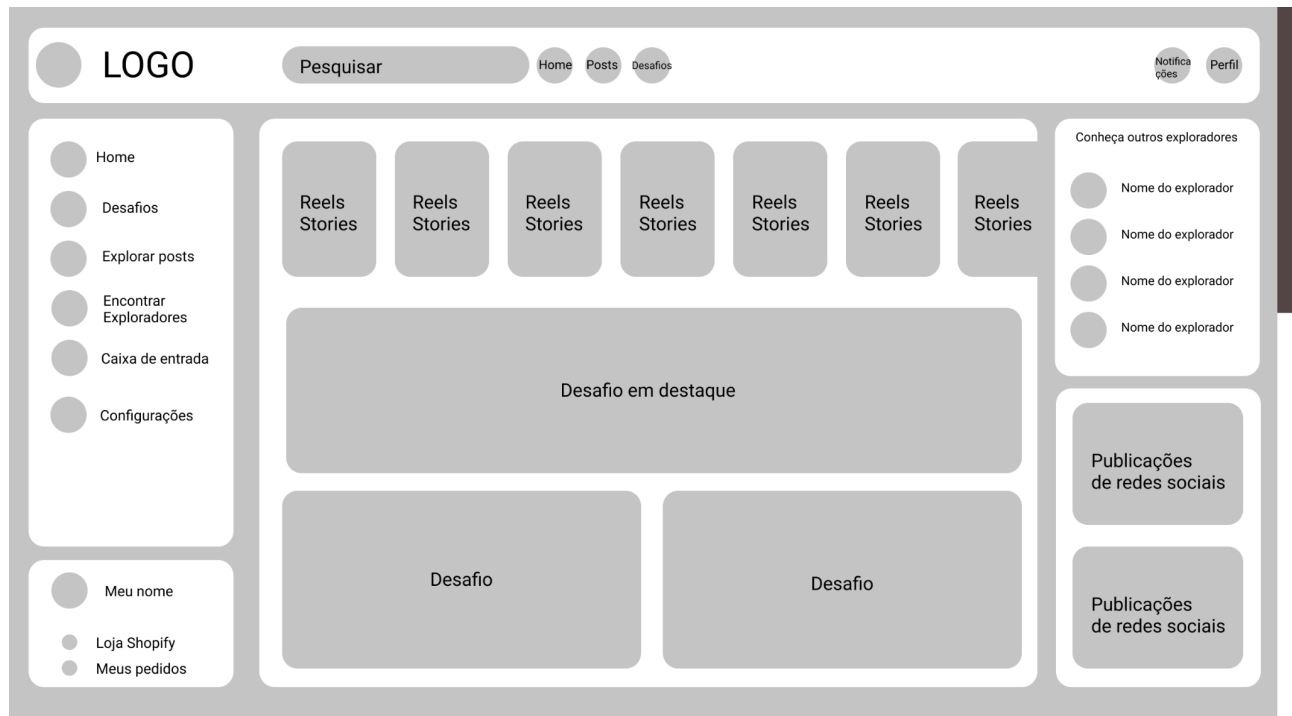 LOGO
Pesquisar
Home
Posts
Desafios
Notifica
ções
Perfil
Home
Desafios
Explorar posts
Encontrar
Exploradores
Caixa de entrada
Configurações
Meu nome
Loja Shopify
Meus pedidos
Reels
Stories
Reels
Stories
Reels
Stories
Reels
Stories
Reels
Stories
Reels
Stories
Reels
Stories
Desafio em destaque
Desafio
Desafio
Conheça outros exploradores
Nome do explorador
Nome do explorador
Nome do explorador
Nome do explorador
Publicações
de redes sociais
Publicações
de redes sociais